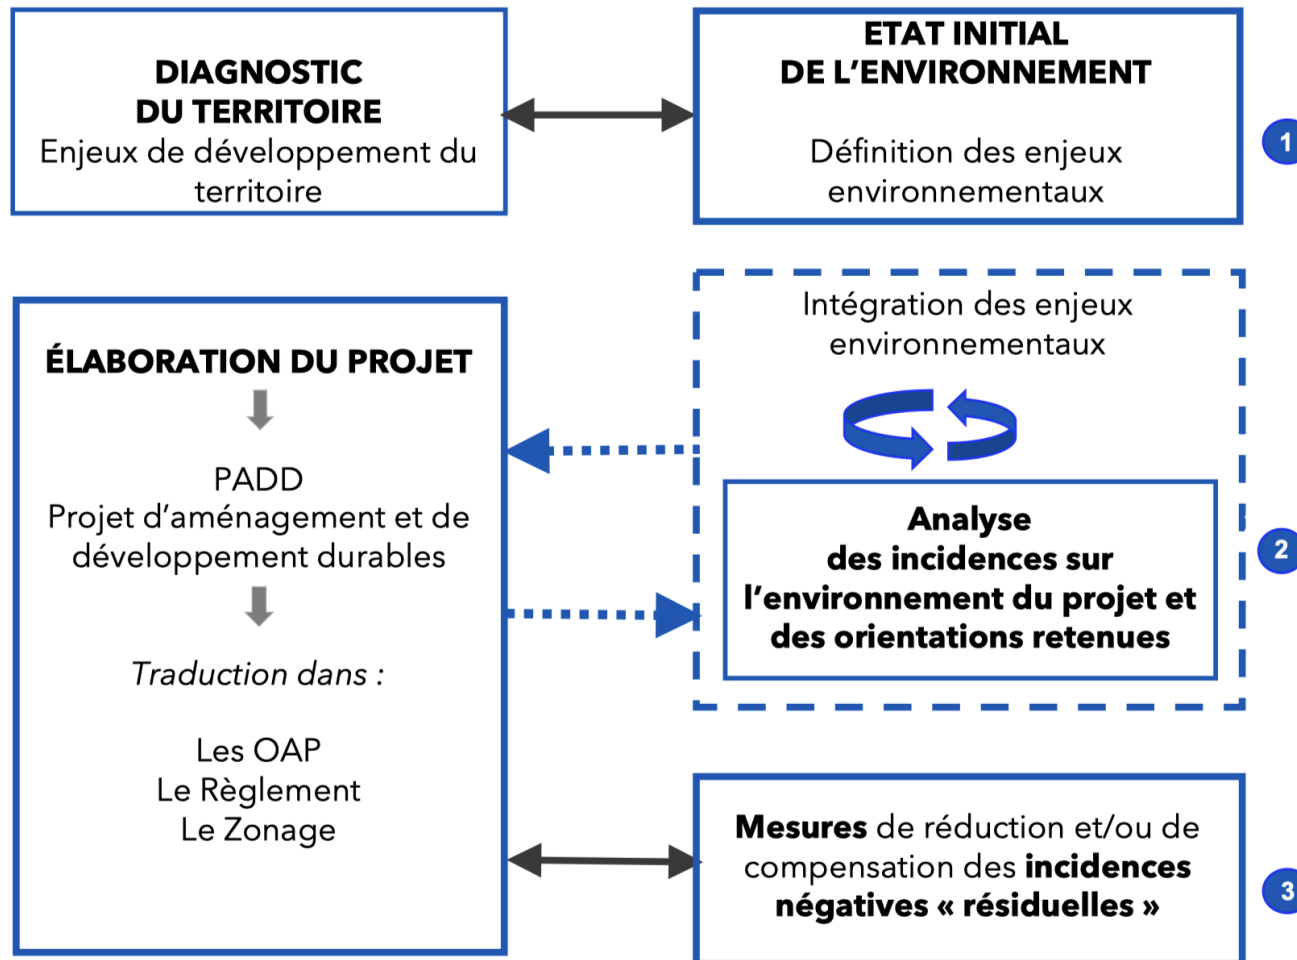 DIAGNOSTIC
DU TERRITOIRE
Enjeux de développement du
territoire
ETAT INITIAL
DE L’ENVIRONNEMENT
Définition des enjeux
environnementaux
1
ÉLABORATION DU PROJET
PADD
Projet d’aménagement et de
développement durables
Traduction dans :
Les OAP
Le Règlement
Le Zonage
Intégration des enjeux
environnementaux
Analyse
des incidences sur
l’environnement du projet et
des orientations retenues
2
Mesures de réduction et/ou de
compensation des incidences
négatives « résiduelles »
3